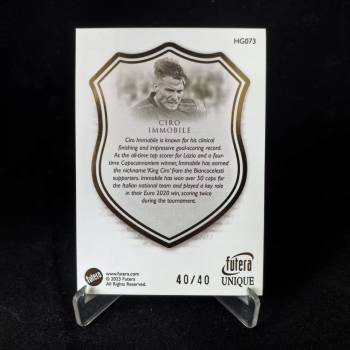 HG073
CIRO
IMMOBILE
Ciro Immobile is known for his clinical
finishing and impressive goal-scoring record.
As the all-time top scorer for Lazio and a four-
time Capocannoniere winner, Immobile has earned
the nickname 'King Ciro' from the Biancocelesti
supporters. Immobile has won over 50 caps for
the Italian national team and played a key role
in their Euro 2020 win, scoring twice
during the tournament.
futera
www.futera.com
© 2023 Futera
All Rights Reserved.
40/40
futera
UNIQUE